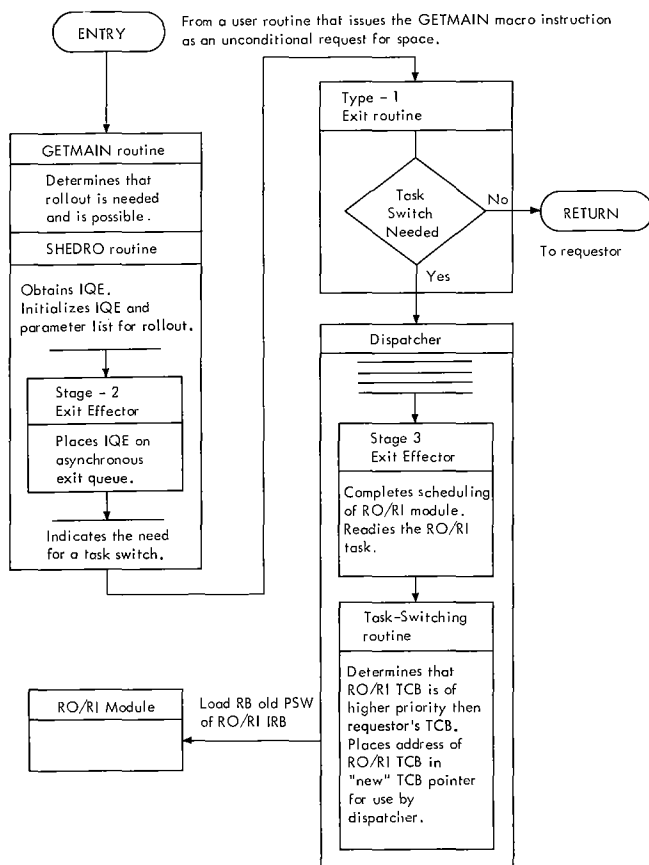 ENTRY
From a user routine that issues the GETMAIN macro instruction
as an unconditional request for space.
GETMAIN routine
Determines that
rollout is needed
and is possible.
SHEDRO routine
Obtains IQE.
Initializes IQE and
parameter list for rollout.
Stage - 2
Exit Effector
Places IQE on
asynchronous
exit queue.
Indicates the need
for a task switch.
Type - 1
Exit routine
Task
Switch
Needed
No
RETURN
To requestor
Yes
Dispatcher
Stage 3
Exit Effector
Completes scheduling
of RO/RI module.
Readies the RO/RI
task.
Task-Switching
routine
Determines that
RO/RI TCB is of
higher priority then
requestor's TCB.
Places address of
RO/RI TCB in
"new" TCB pointer
for use by
dispatcher.
Load RB old PSW
of RO/RI IRB
RO/RI Module